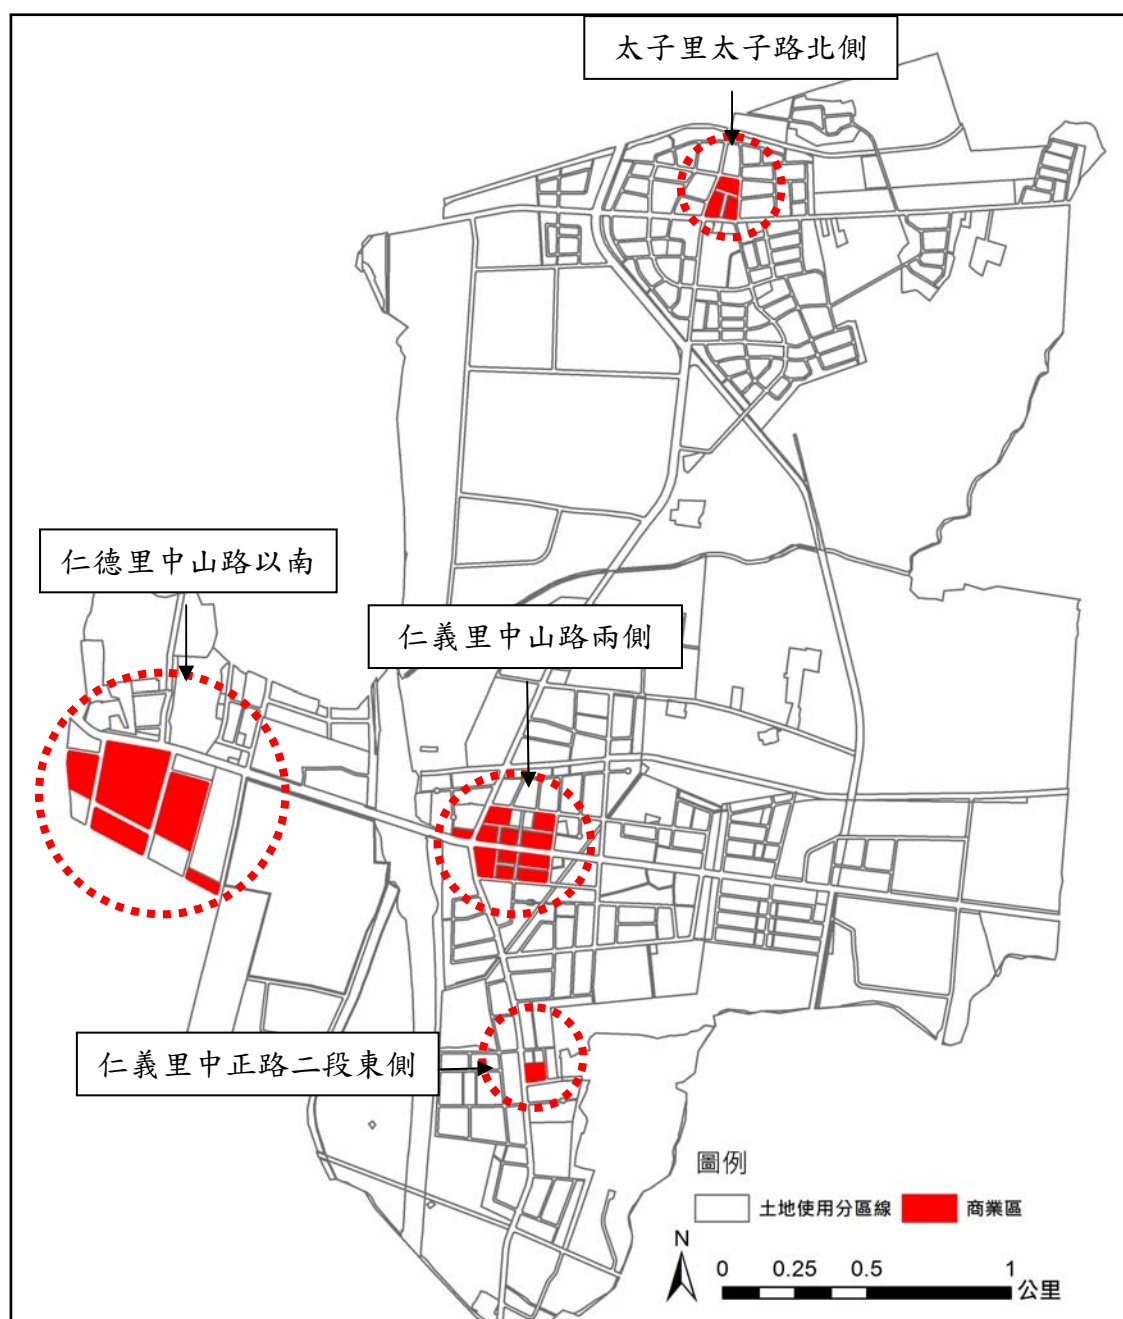 太子里太子路北側
仁德里中山路以南
仁義里中山路兩側
仁義里中正路二段東側
圖例
土地使用分區線 商業區
N
0 0.25 0.5 1
公里